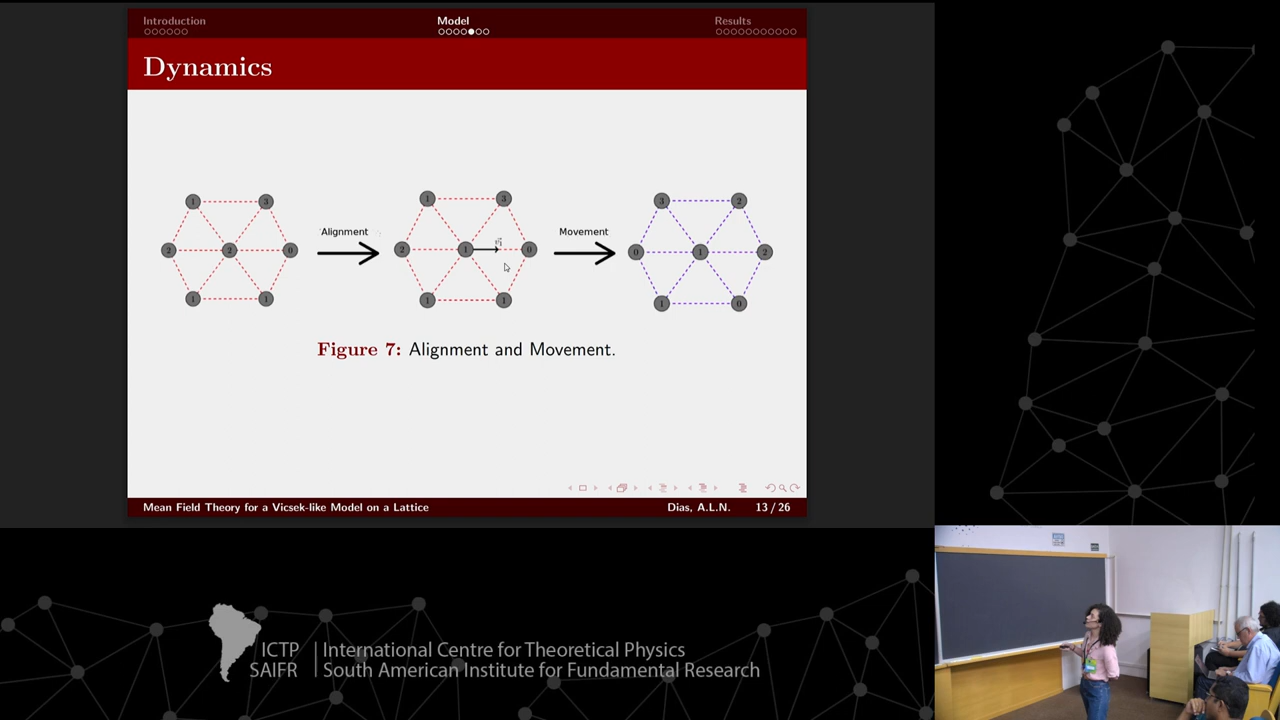 Introduction Model Results
Dynamics
1 3 1 3 3 2
Alignment Movement
2 2 0 2 1 0 0 1 2
1 1 1 1 1 0
Figure 7: Alignment and Movement.
Mean Field Theory for a Vicsek-like Model on a Lattice Dias, A.L.N. 13 / 26
ICTP International Centre for Theoretical Physics
SAIFR South American Institute for Fundamental Research